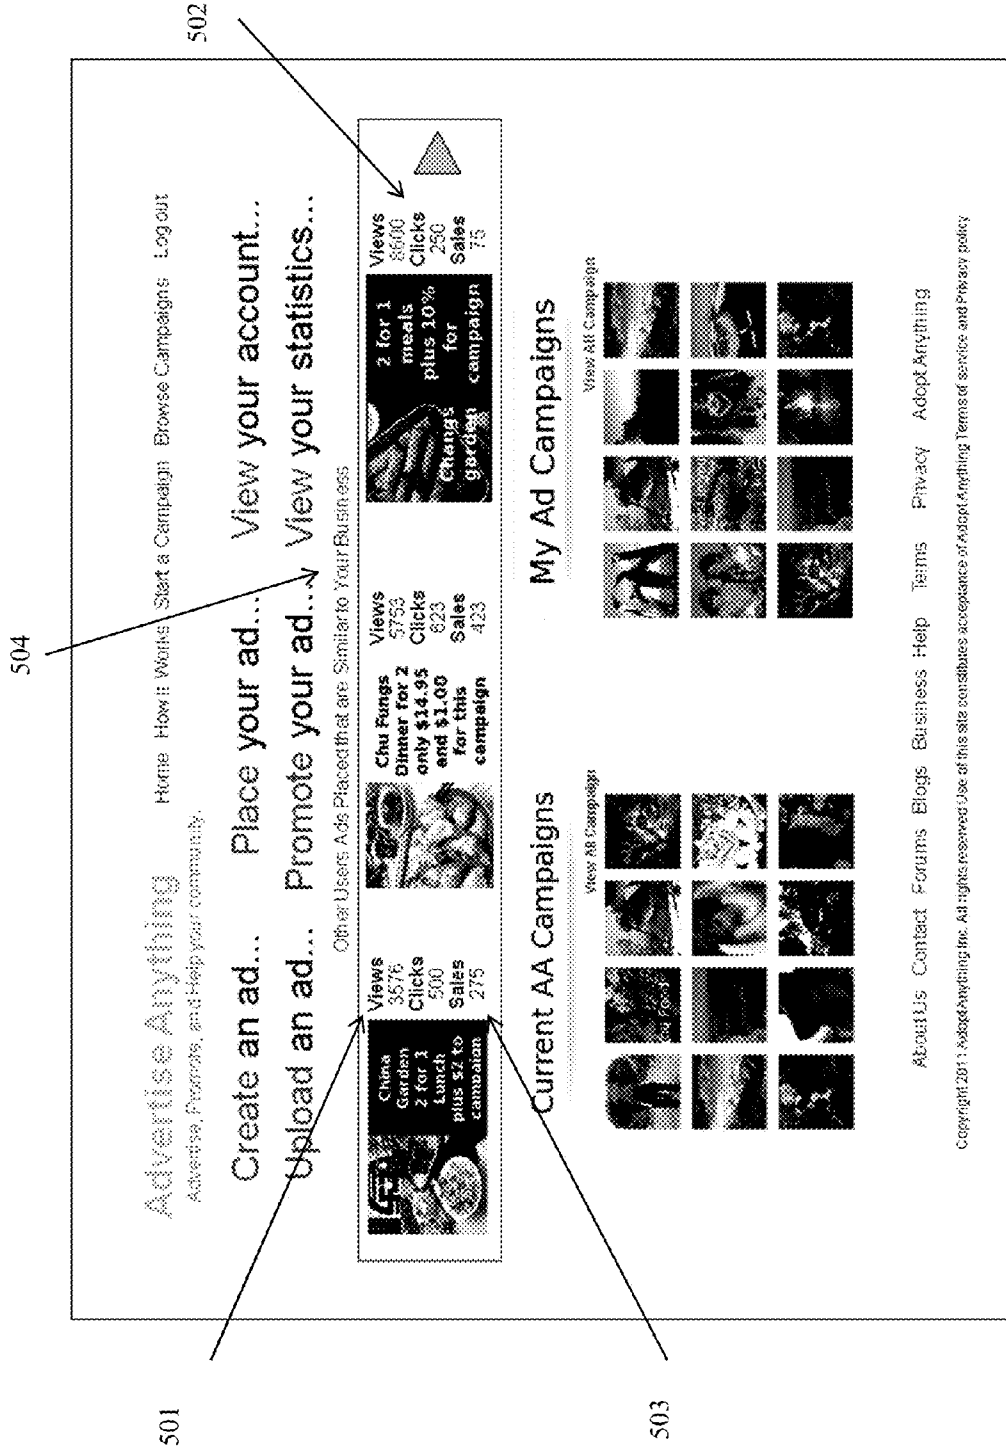 502
504
501
503
Advertise Anything
Home How It Works Start a Campaign Browse Campaigns Log out
Advertise, Promote, and Help your community.
Create an ad... Place your ad... View your account...
Upload an ad... Promote your ad... View your statistics...
Other Users Ads Placed that are Similar to Your Business
China
Garden
2 for 1
Lunch
plus $2 to
campaign
Views
3576
Clicks
500
Sales
275
Chu Fungs
Dinner for 2
only $14.95
and $1.00
for this
campaign
Views
5753
Clicks
623
Sales
423
Changs
garden
2 for 1
meals
plus 10%
for
campaign
Views
8600
Clicks
250
Sales
75
Current AA Campaigns
View All Campaign
My Ad Campaigns
View All Campaign
About Us Contact Forums Blogs Business Help Terms Privacy Adopt Anything
Copyright 2011 Adopt Anything Inc. All rights reserved Use of this site constitutes acceptance of Adopt Anything Terms of service and Privacy policy